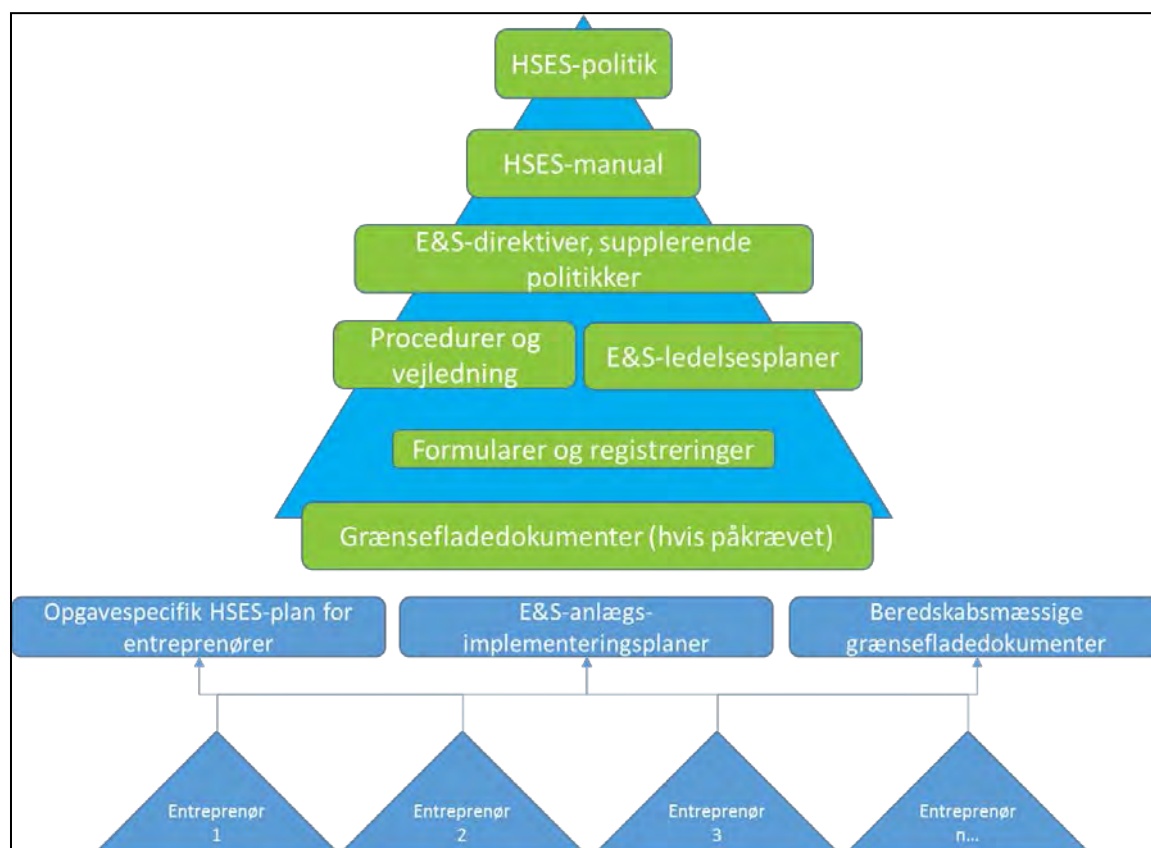 HSES-politik
HSES-manual
E&S-direktiver, supplerende
politikker
Procedurer og
vejledning
E&S-ledelsesplaner
Formularer og registreringer
Grænsefladedokumenter (hvis påkrævet)
Opgavespecifik HSES-plan for
entreprenører
E&S-anlægs-
implementeringsplaner
Beredskabsmæssige
grænsefladedokumenter
Entreprenør
1
Entreprenør
2
Entreprenør
3
Entreprenør
n...